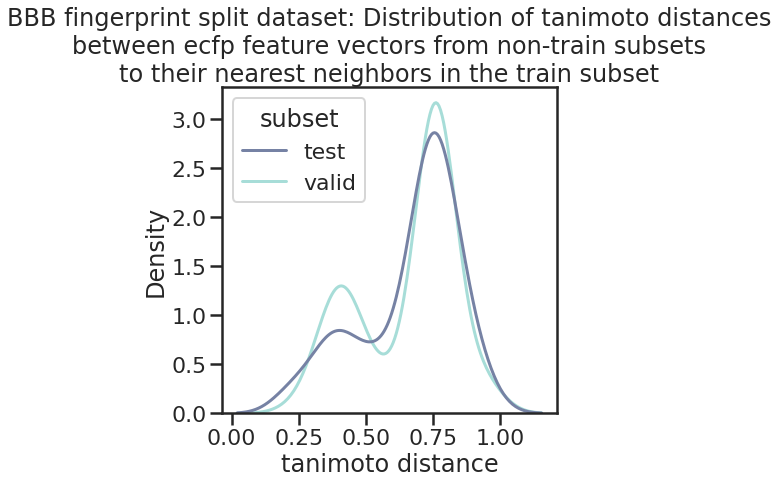 BBB fingerprint split dataset: Distribution of tanimoto distances
between ecfp feature vectors from non-train subsets
to their nearest neighbors in the train subset
subset
test
valid
Density
3.0
2.5
2.0
1.5
1.0
0.5
0.0
0.00 0.25 0.50 0.75 1.00
tanimoto distance